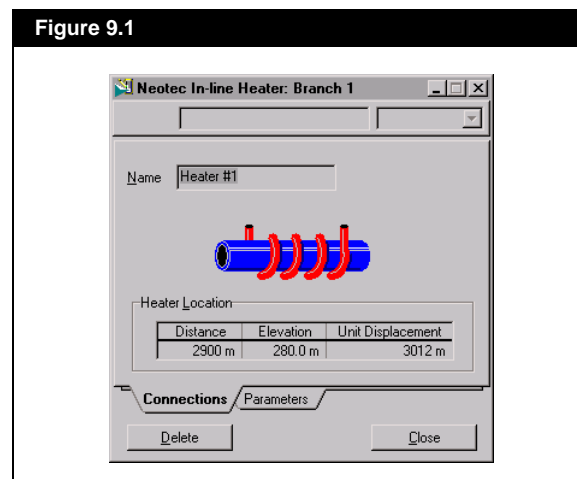 Figure 9.1
Neotec In-line Heater: Branch 1
Name Heater #1
Heater Location
Distance Elevation Unit Displacement
2900 m 280.0 m 3012 m
Connections Parameters
Delete Close